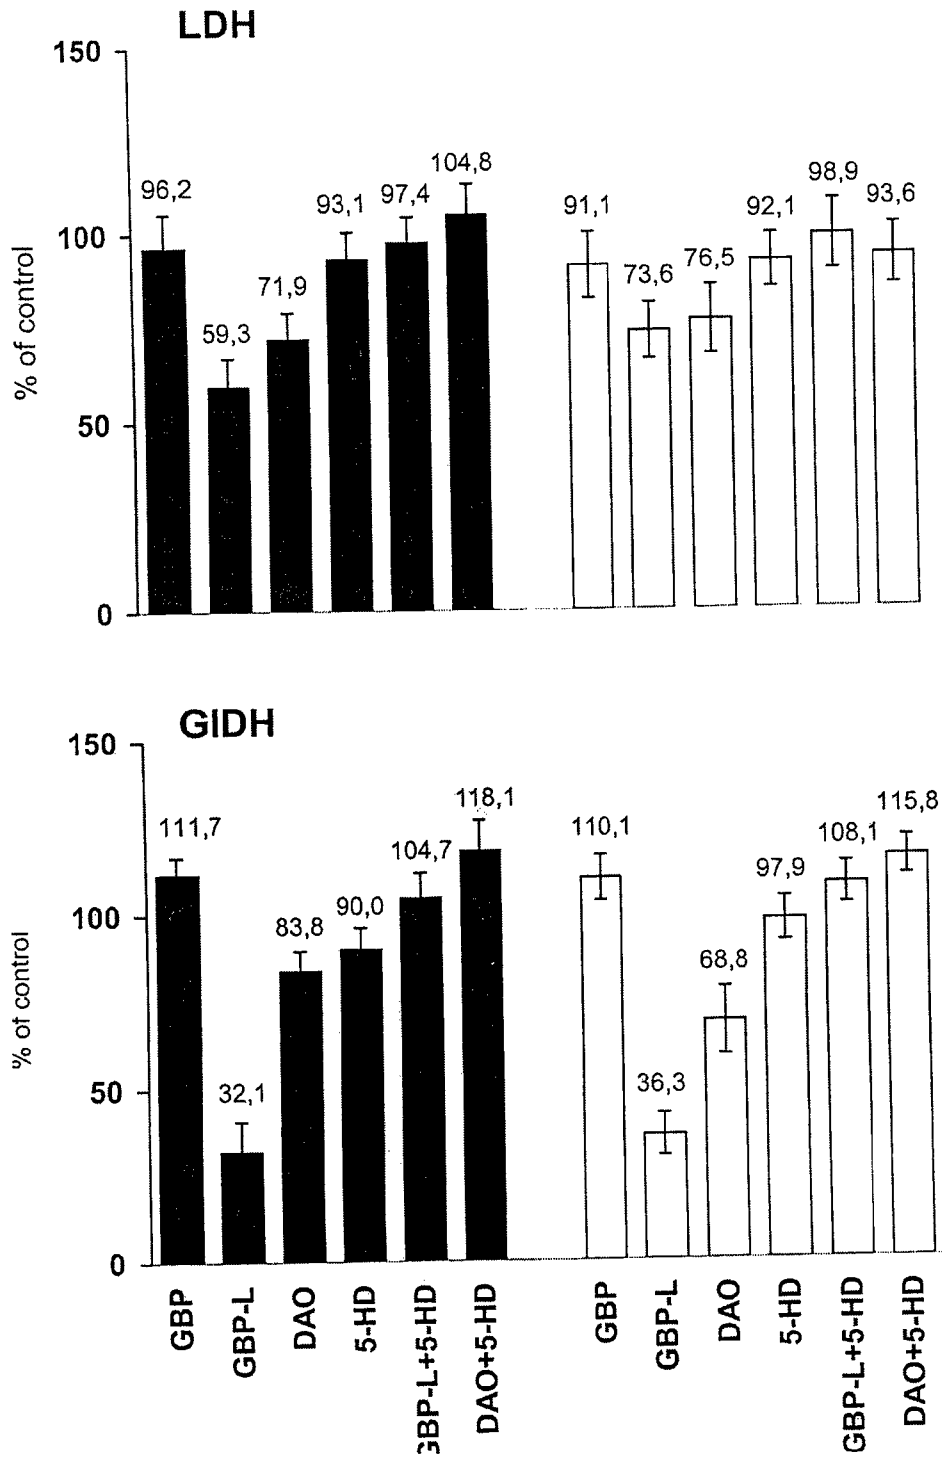 LDH
150
100
50
0
% of control
96,2
59,3
71,9
93,1
97,4
104,8
91,1
73,6
76,5
92,1
98,9
93,6
GIDH
150
100
50
0
% of control
111,7
32,1
83,8
90,0
104,7
118,1
110,1
36,3
68,8
97,9
108,1
115,8
GBP
GBP-L
DAO
5-HD
GBP-L+5-HD
DAO+5-HD
GBP
GBP-L
DAO
5-HD
GBP-L+5-HD
DAO+5-HD